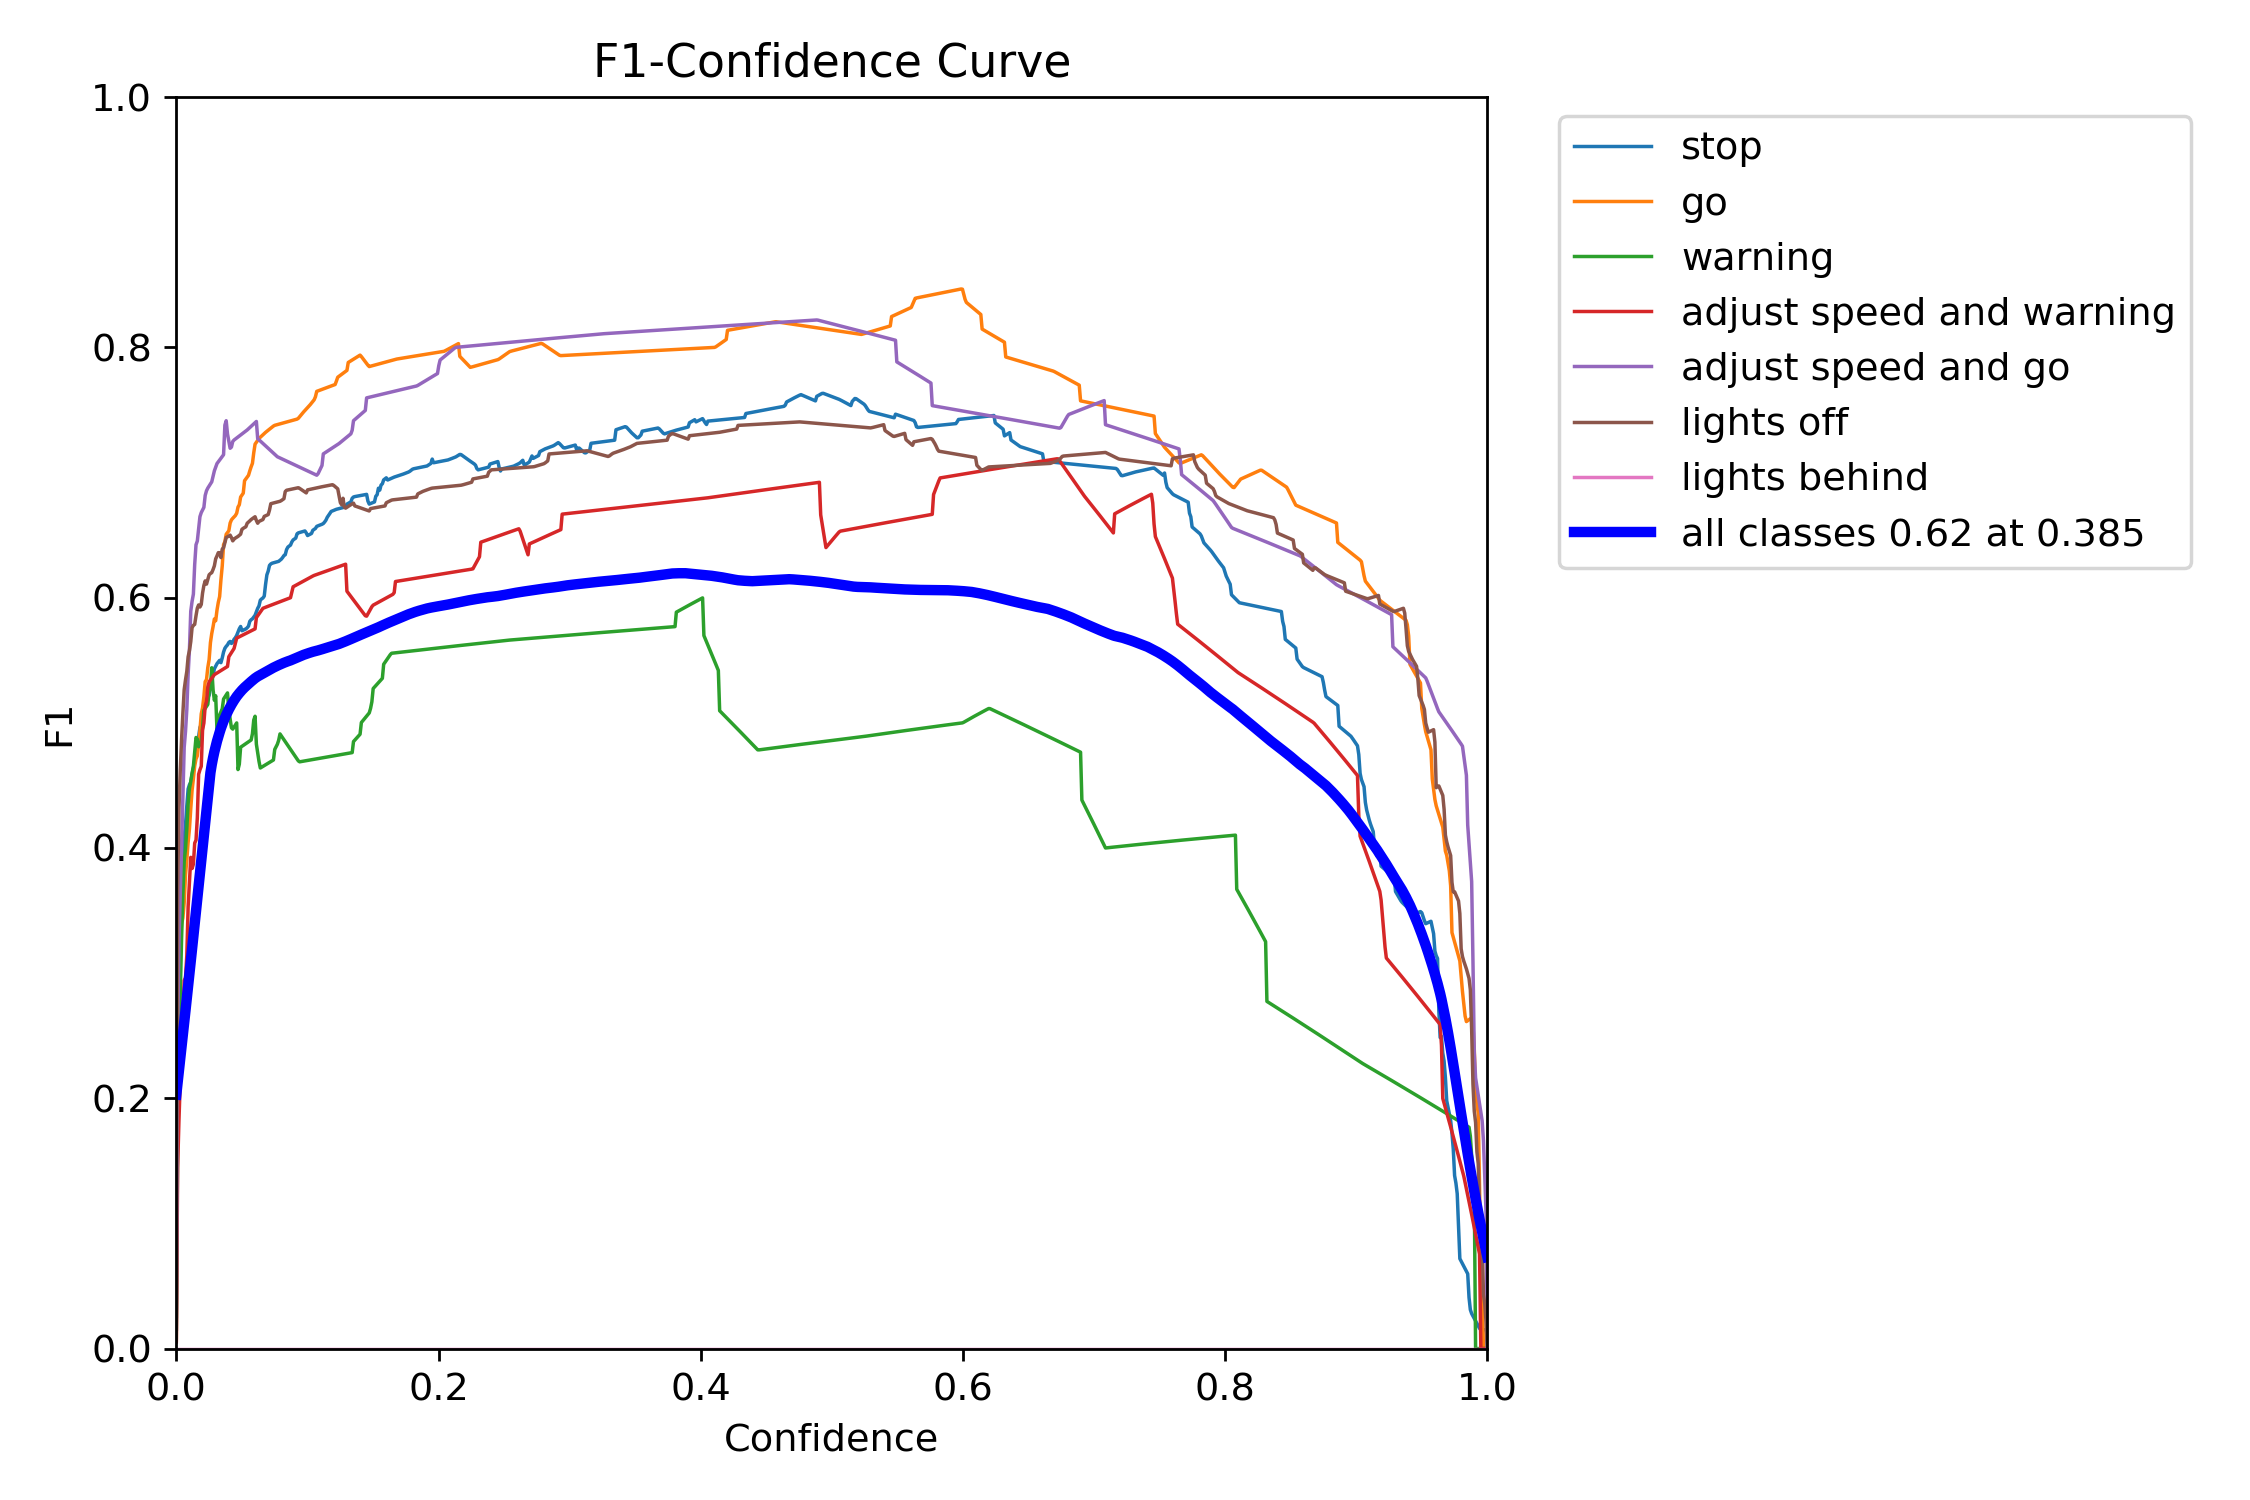 F1-Confidence Curve
1.0
0.8
0.6
0.4
0.2
0.0
F1
0.0 0.2 0.4 0.6 0.8 1.0
Confidence
stop
go
warning
adjust speed and warning
adjust speed and go
lights off
lights behind
all classes 0.62 at 0.385